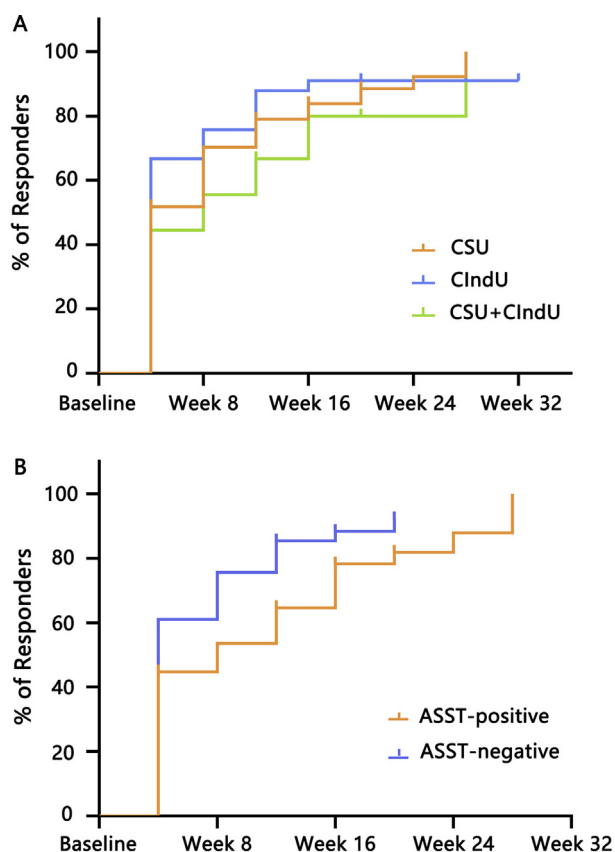 A
% of Responders
100
80
60
40
20
0
CSU
CIndU
CSU+CIndU
Baseline Week 8 Week 16 Week 24 Week 32
B
% of Responders
100
80
60
40
20
0
ASST-positive
ASST-negative
Baseline Week 8 Week 16 Week 24 Week 32